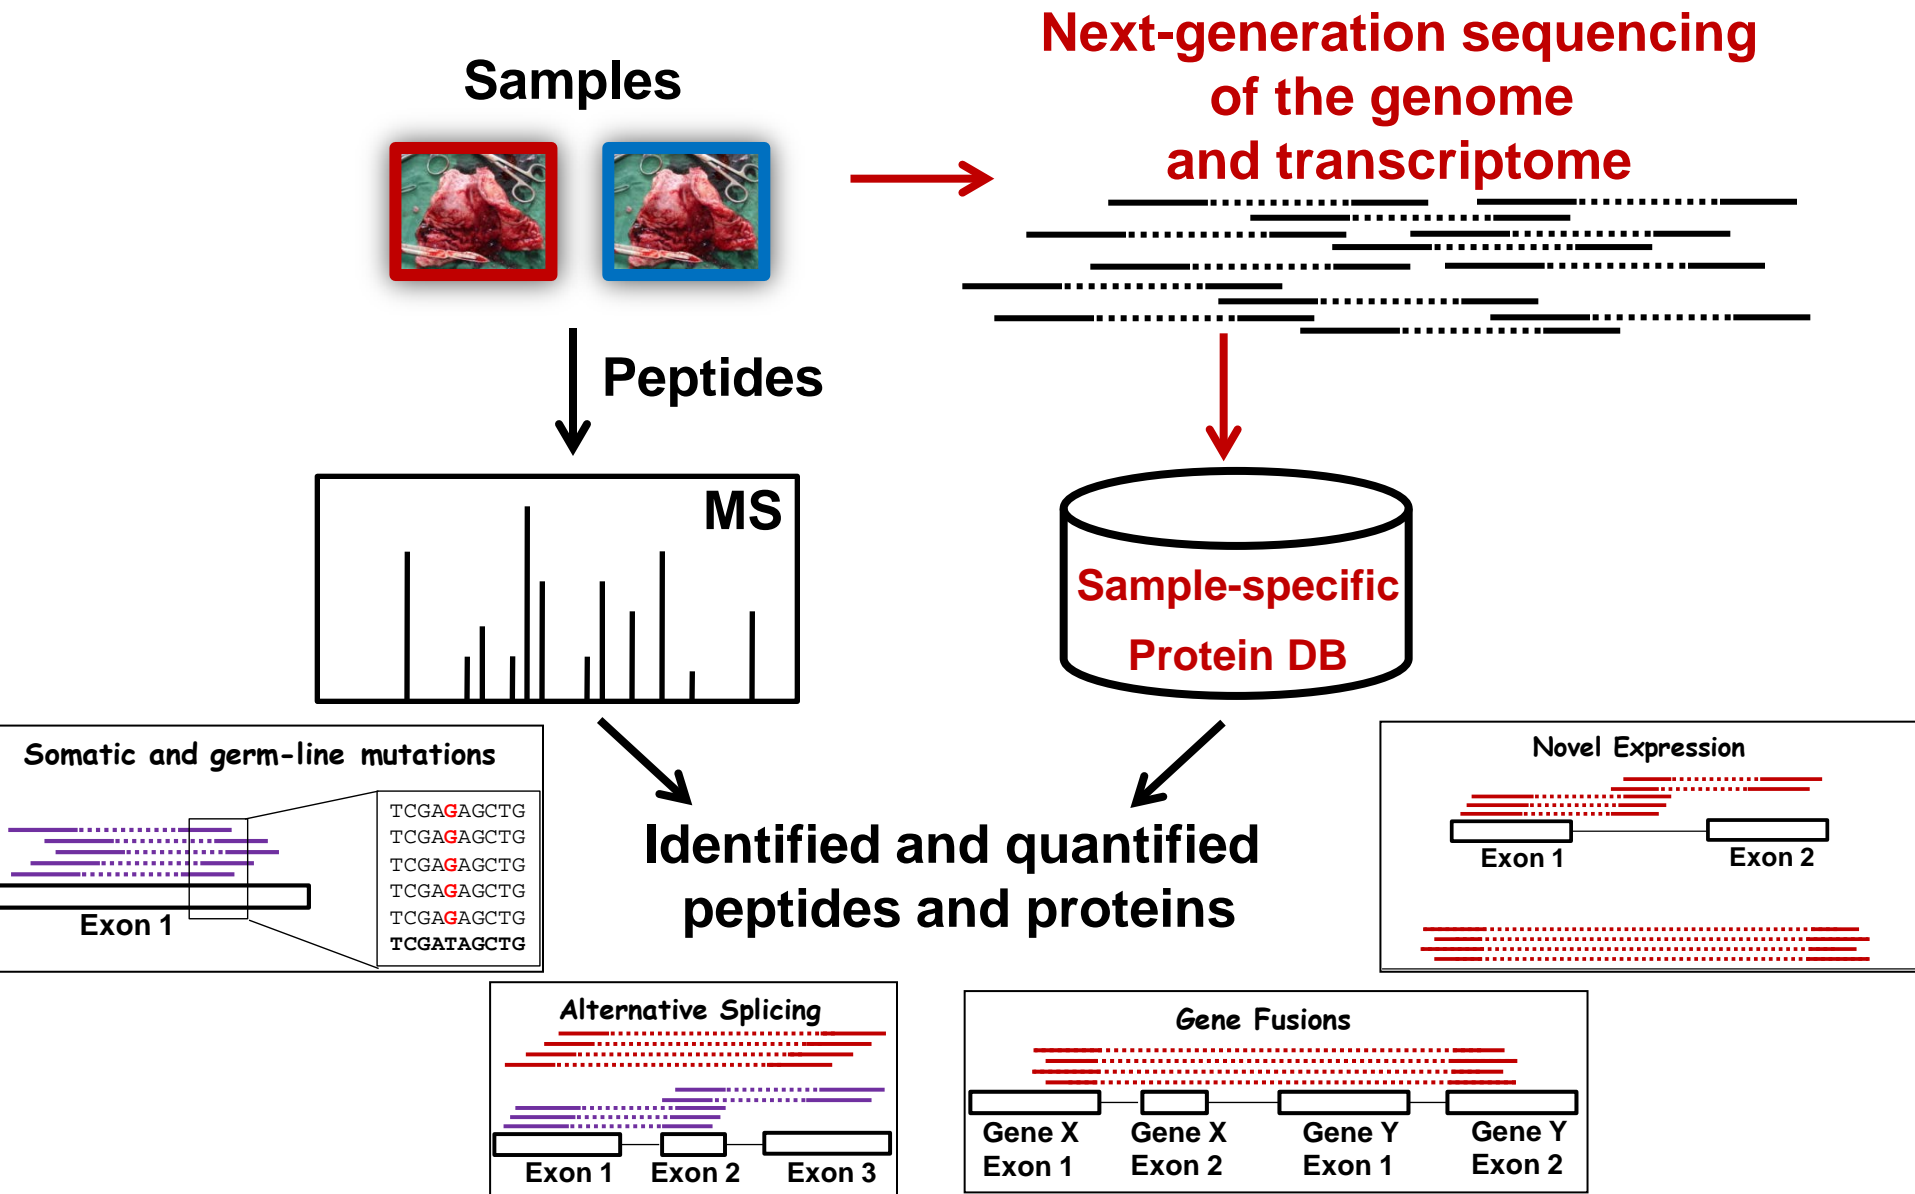 Samples
Next-generation sequencing
of the genome
and transcriptome
Peptides
MS
Sample-specific
Protein DB
Somatic and germ-line mutations
TCGAGAGCTG
TCGAGAGCTG
TCGAGAGCTG
TCGAGAGCTG
TCGAGAGCTG
TCGATAGCTG
Exon 1
Identified and quantified
peptides and proteins
Novel Expression
Exon 1
Exon 2
Alternative Splicing
Exon 1
Exon 2
Exon 3
Gene Fusions
Gene X
Exon 1
Gene X
Exon 2
Gene Y
Exon 1
Gene Y
Exon 2